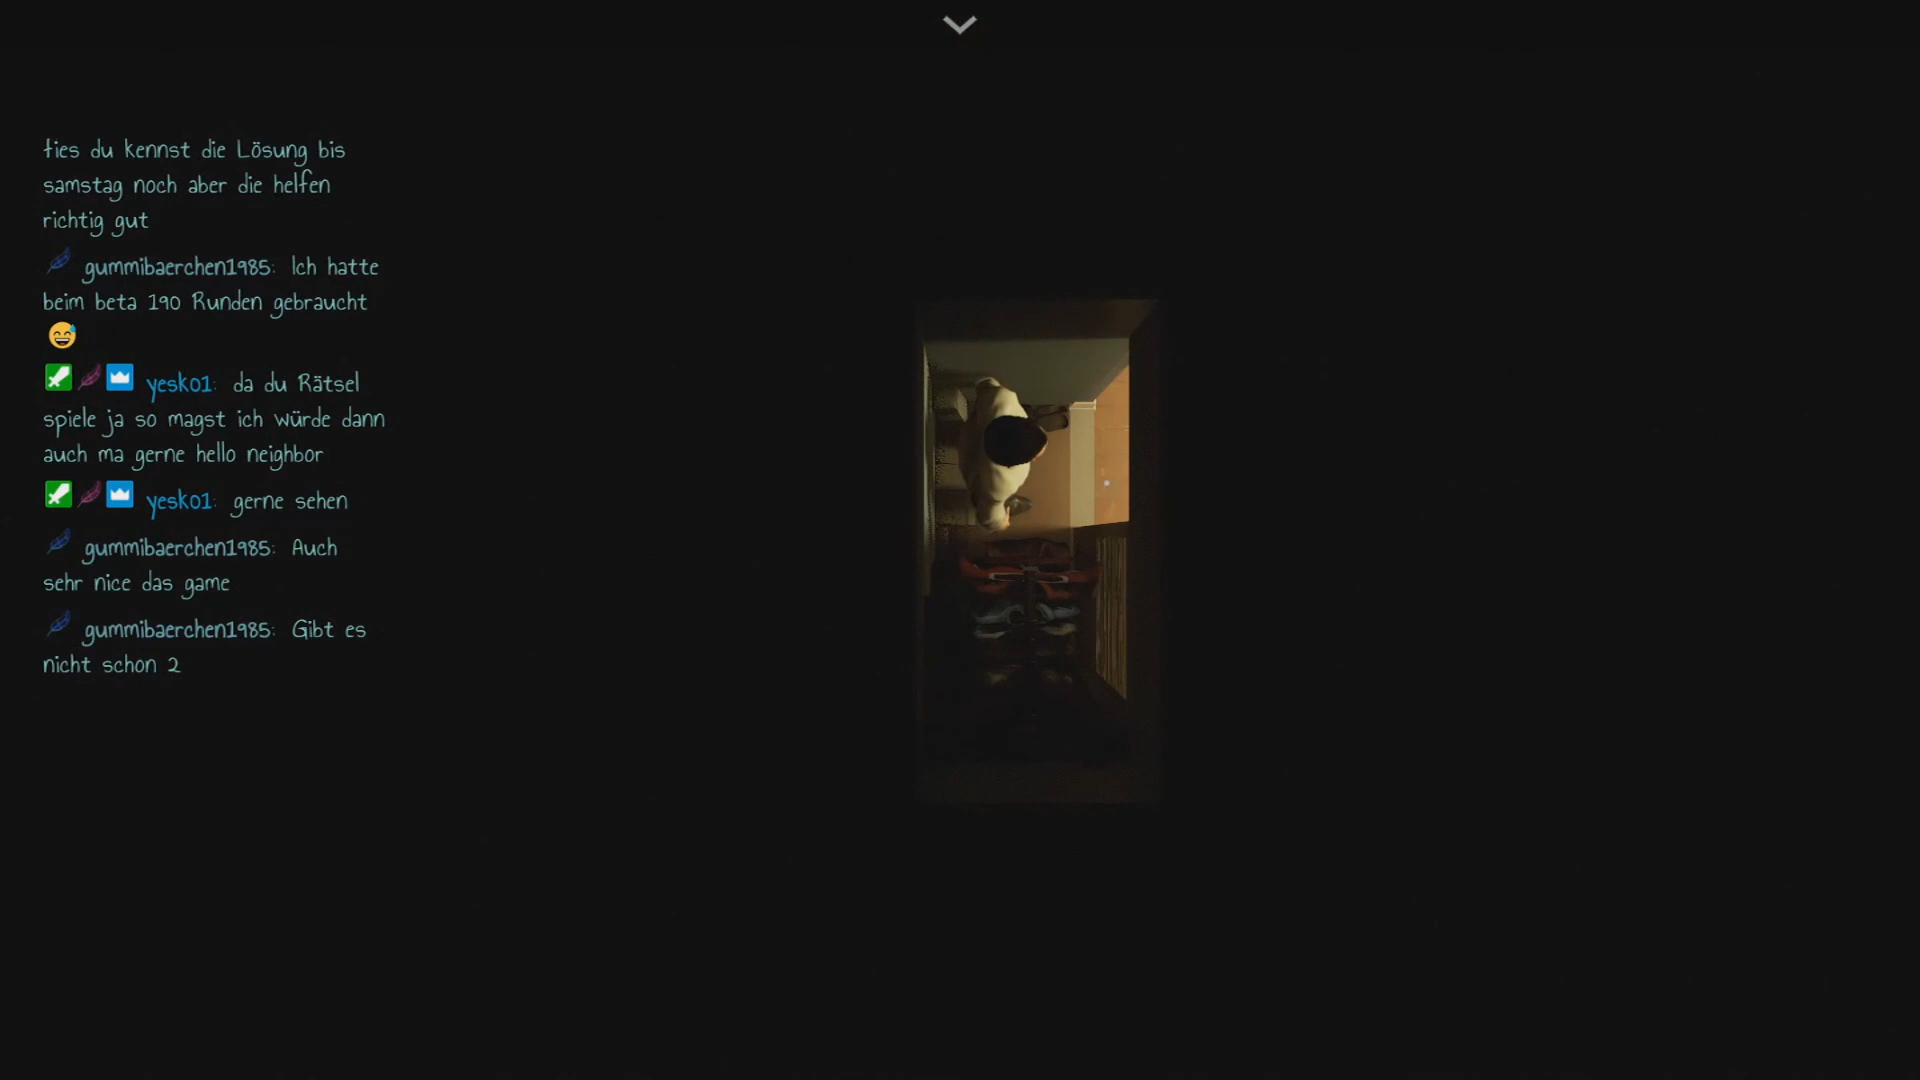 ties du kennst die Lösung bis
samstag noch aber die helfen
richtig gut
gummibaerchen1985: Ich hatte
beim beta 190 Runden gebraucht
😅
yesk01: da du Rätsel
spiele ja so magst ich würde dann
auch ma gerne hello neighbor
yesk01: gerne sehen
gummibaerchen1985: Auch
sehr nice das game
gummibaerchen1985: Gibt es
nicht schon 2